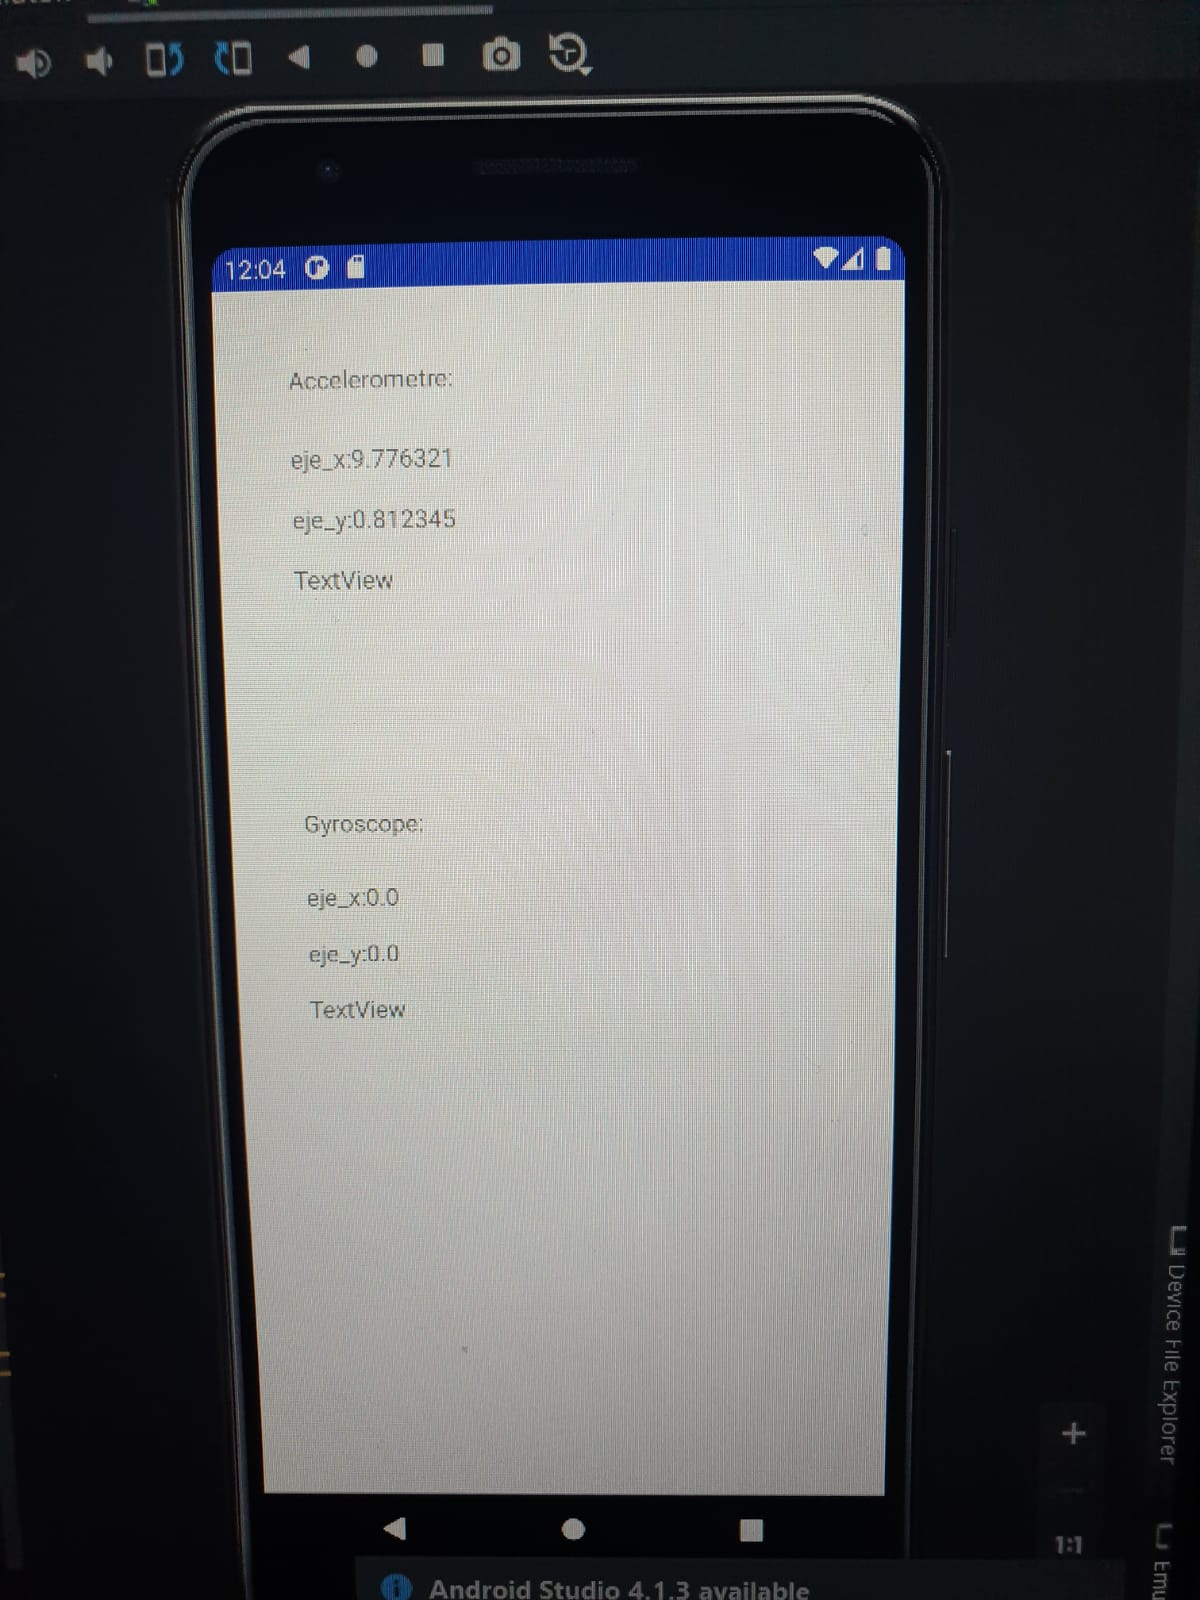 12:04
Accelerometre:
eje_x:9.776321
eje_y:0.812345
TextView
Gyroscope:
eje_x:0.0
eje_y:0.0
TextView
Device File Explorer
1:1
Emu
Android Studio 4.1.3 available